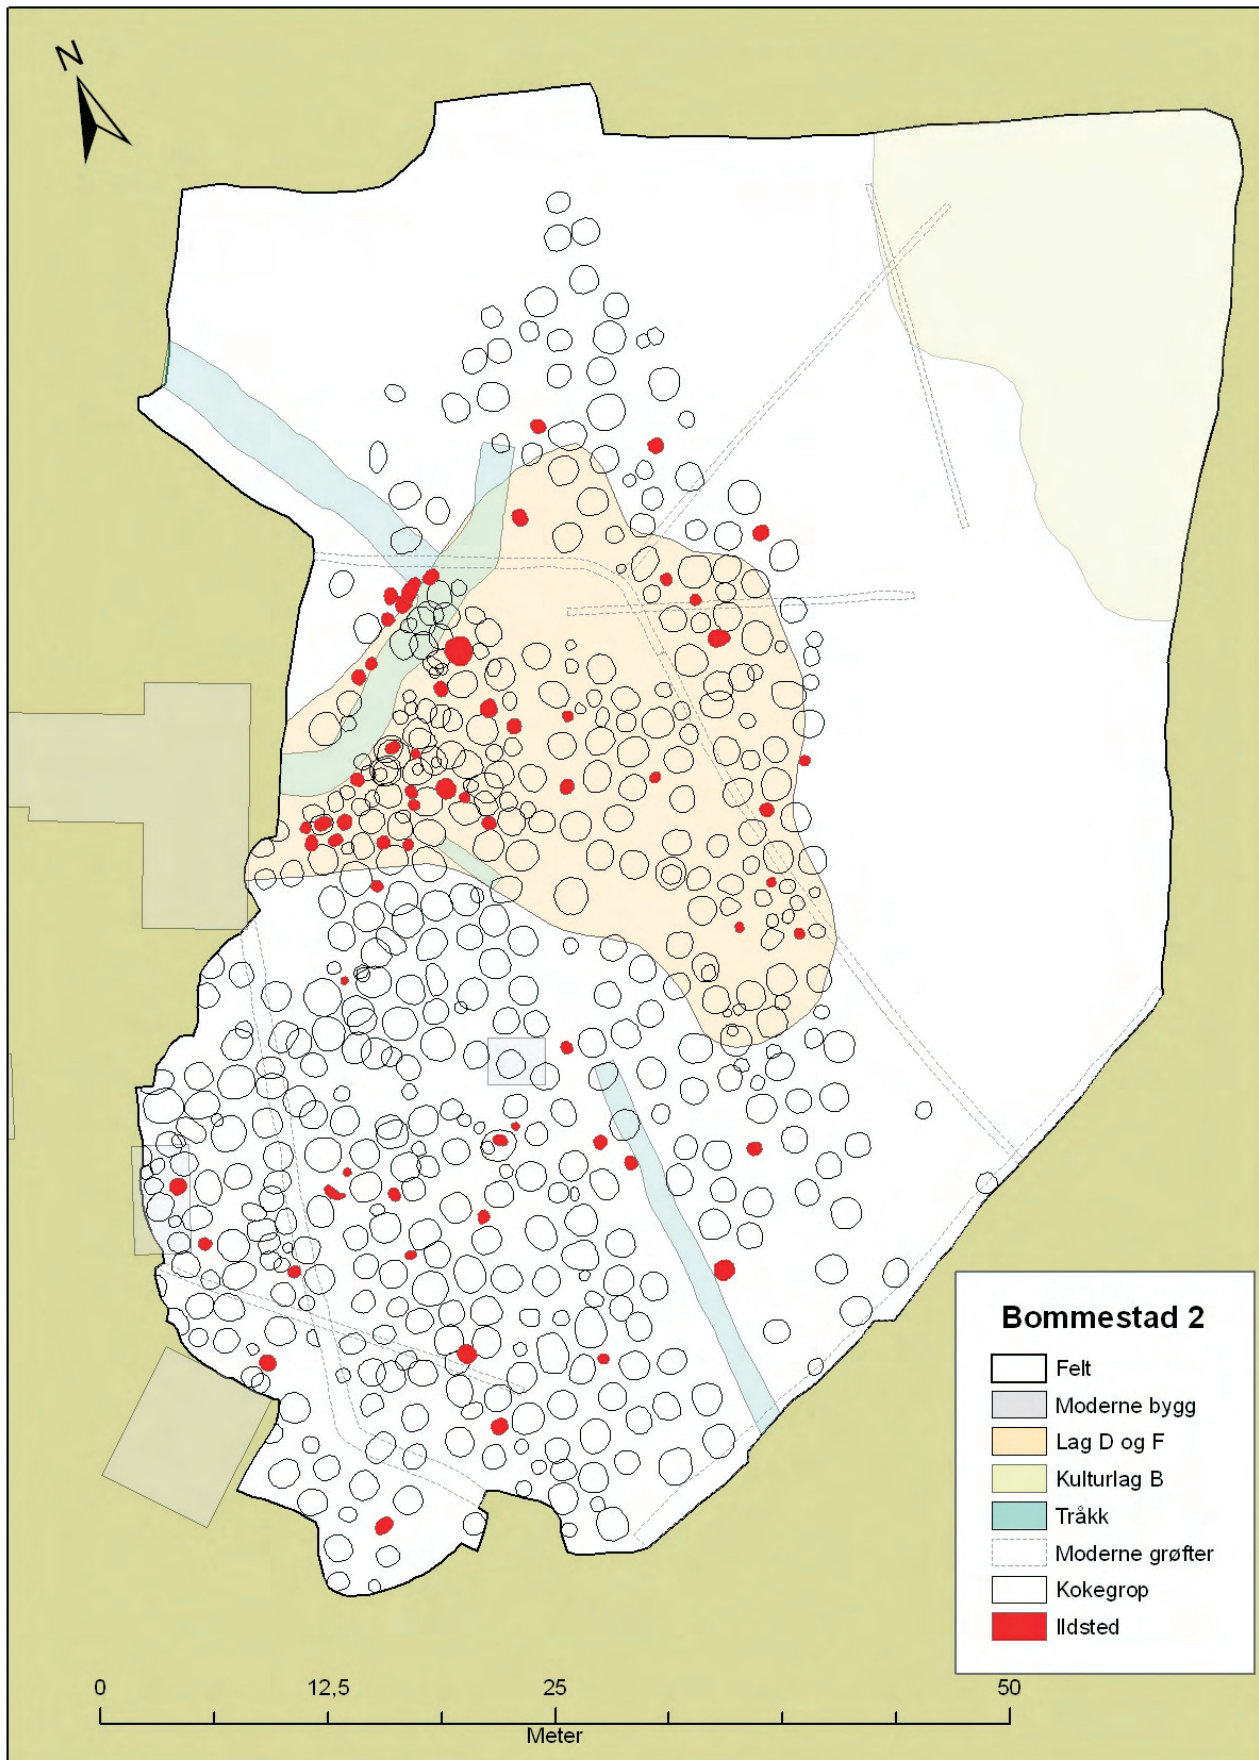 N
Bommestad 2
Felt
Moderne bygg
Lag D og F
Kulturlag B
Tråkk
Moderne grøfter
Kokegrop
Ildsted
0 12,5 25 50
Meter